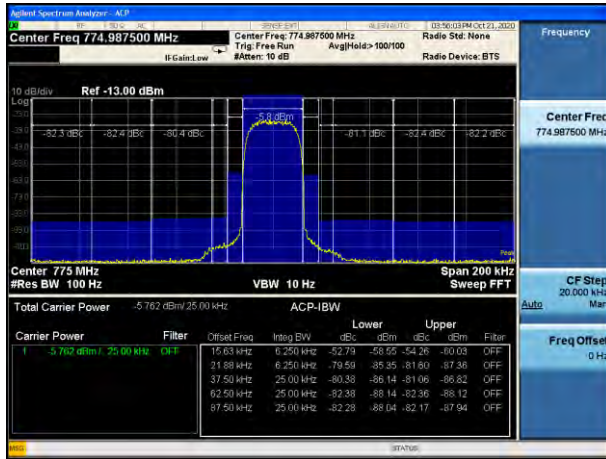 Agilent Spectrum Analyzer - ACP
RF 50 Ω AC SENSE:EXT ALIGN AUTO 03:56:03 PM Oct 21, 2020
Center Freq 774.987500 MHz
Center Freq: 774.987500 MHz
Radio Std: None
Trig: Free Run Avg|Hold:> 100/100
IFGain:Low #Atten: 10 dB Radio Device: BTS
10 dB/div Ref -13.00 dBm
Log
-5.8 dBm
-82.3 dBc -82.4 dBc -80.4 dBc -81.1 dBc -82.4 dBc -82.2 dBc
Peak
Center 775 MHz Span 200 kHz
#Res BW 100 Hz VBW 10 Hz Sweep FFT
Total Carrier Power -5.762 dBm/ 25.00 kHz ACP-IBW
Lower Upper
Carrier Power Filter Offset Freq Integ BW dBc dBm dBc dBm Filter
1 -5.762 dBm / 25.00 kHz OFF
15.63 kHz 6.250 kHz -52.79 -58.55 -54.26 -60.03 OFF
21.88 kHz 6.250 kHz -79.59 -85.35 -81.60 -87.36 OFF
37.50 kHz 25.00 kHz -80.38 -86.14 -81.06 -86.82 OFF
62.50 kHz 25.00 kHz -82.38 -88.14 -82.36 -88.12 OFF
87.50 kHz 25.00 kHz -82.28 -88.04 -82.17 -87.94 OFF
MSG STATUS
Frequency
Center Freq
774.987500 MHz
CF Step
20.000 kHz
Auto Man
Freq Offset
0 Hz